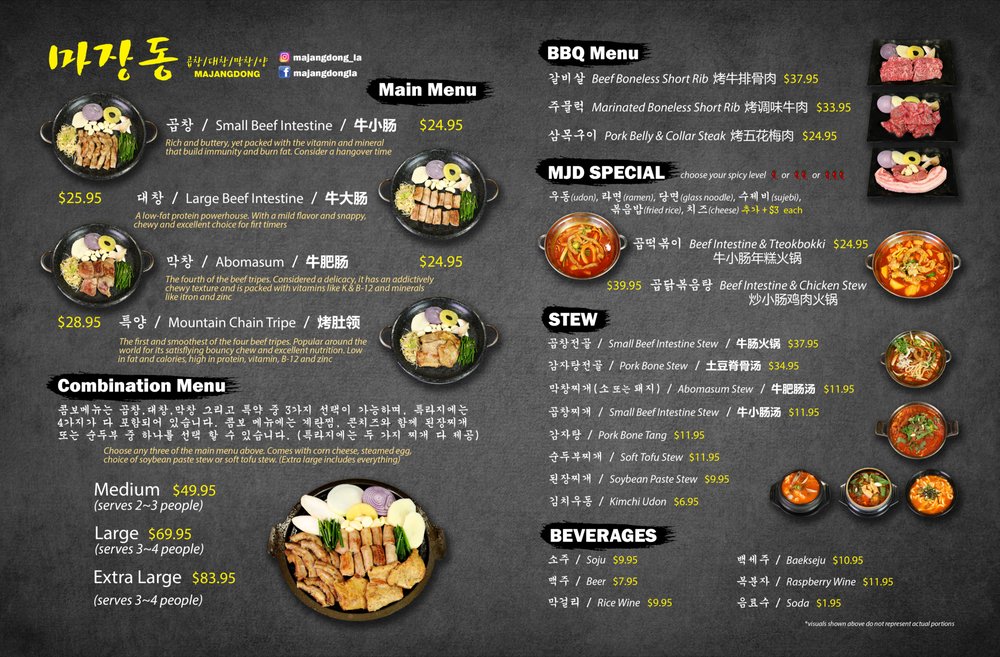 마장동
곱창/대창/막창/양
MAJANGDONG
majangdong_la
majangdongla
Main Menu
곱창 / Small Beef Intestine / 牛小肠 $24.95
Rich and buttery, yet packed with the vitamin and mineral
that build immunity and burn fat. Consider a hangover time
$25.95 대창 / Large Beef Intestine / 牛大肠
A low-fat protein powerhouse. With a mild flavor and snappy,
chewy and excellent choice for firt timers
막창 / Abomasum / 牛肥肠 $24.95
The fourth of the beef tripes. Considered a delicacy, it has an addictively
chewy texture and is packed with vitamins like K & B-12 and minerals
like itron and zinc
$28.95 특양 / Mountain Chain Tripe / 烤肚领
The first and smoothest of the four beef tripes. Popular around the
world for its satisflying bouncy chew and excellent nutrition. Low
in fat and calories, high in protein, vitamin, B-12 and zinc
Combination Menu
콤보메뉴는 곱창,대창,막창 그리고 특양 중 3가지 선택이 가능하며, 특라지에는
4가지가 다 포함되어 있습니다. 콤보 메뉴에는 계란찜, 콘치즈와 함께 된장찌개
또는 순두부 중 하나를 선택 할 수 있습니다. (특라지에는 두 가지 찌개 다 제공)
Choose any three of the main menu above. Comes with corn cheese, steamed egg,
choice of soybean paste stew or soft tofu stew. (Extra large includes everything)
Medium $49.95
(serves 2~3 people)
Large $69.95
(serves 3~4 people)
Extra Large $83.95
(serves 3~4 people)
BBQ Menu
갈비살 Beef Boneless Short Rib 烤牛排骨肉 $37.95
주물럭 Marinated Boneless Short Rib 烤调味牛肉 $33.95
삼목구이 Pork Belly & Collar Steak 烤五花梅肉 $24.95
MJD SPECIAL choose your spicy level or or
우동(udon), 라면(ramen), 당면(glass noodle), 수제비(sujebi),
볶음밥(fried rice), 치즈(cheese) 추가 + $3 each
곱떡볶이 Beef Intestine & Tteokbokki $24.95
牛小肠年糕火锅
$39.95 곱닭볶음탕 Beef Intestine & Chicken Stew
炒小肠鸡肉火锅
STEW
곱창전골 / Small Beef Intestine Stew / 牛肠火锅 $37.95
감자탕전골 / Pork Bone Stew / 土豆脊骨汤 $34.95
막창찌개(소 또는 돼지) / Abomasum Stew / 牛肥肠汤 $11.95
곱창찌개 / Small Beef Intestine Stew / 牛小肠汤 $11.95
감자탕 / Pork Bone Tang $11.95
순두부찌개 / Soft Tofu Stew $11.95
된장찌개 / Soybean Paste Stew $9.95
김치우동 / Kimchi Udon $6.95
BEVERAGES
소주 / Soju $9.95
백세주 / Baekseju $10.95
맥주 / Beer $7.95
복분자 / Raspberry Wine $11.95
막걸리 / Rice Wine $9.95
음료수 / Soda $1.95
*visuals shown above do not represent actual portions